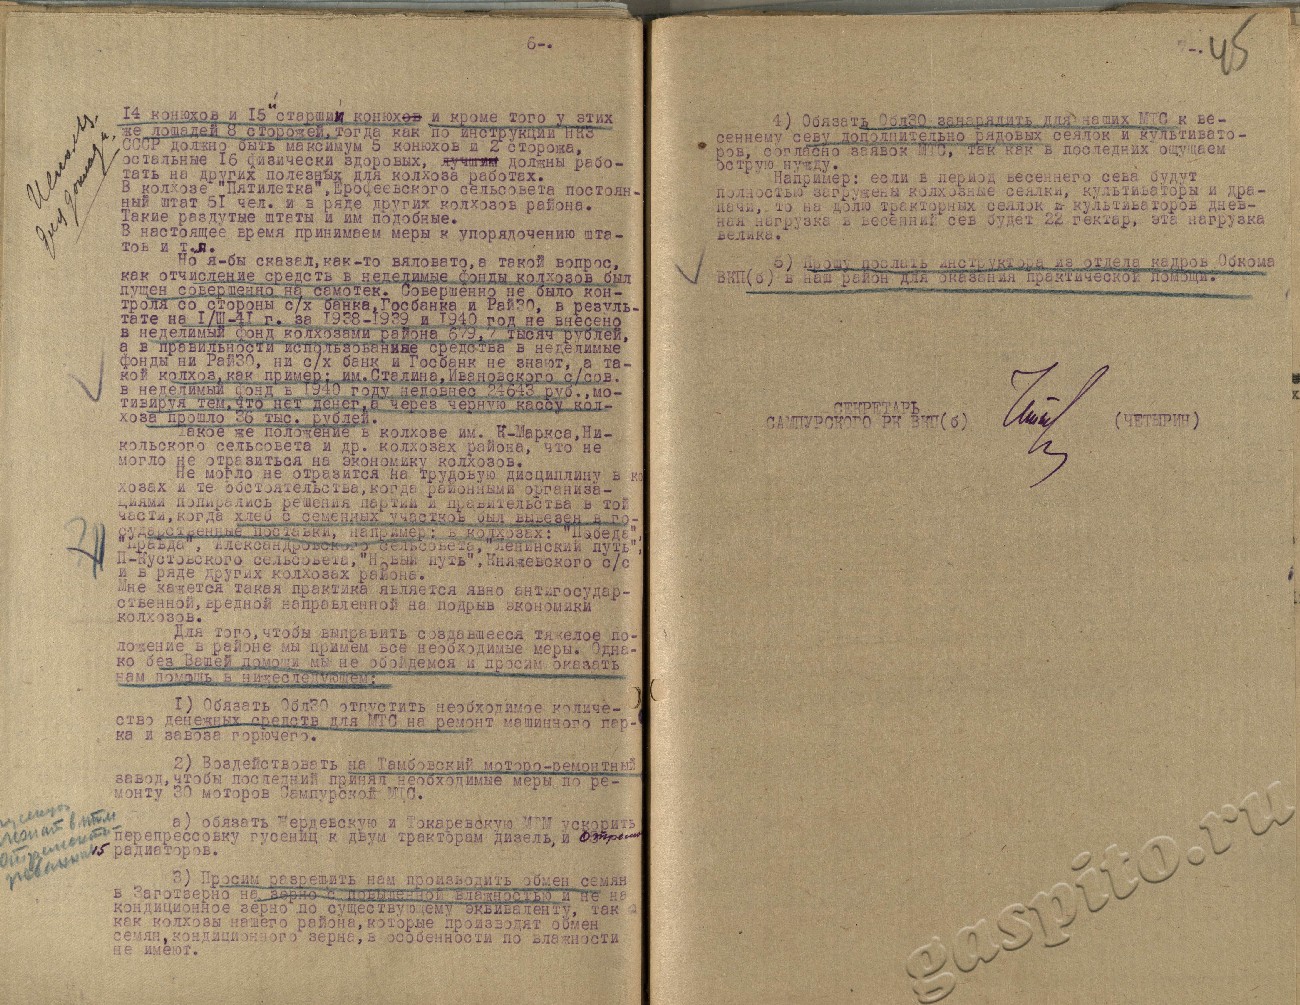 6-.
14 конюхов и 15 "старший конюхов и кроме того у этих
же лошадей 8 сторожей,тогда как по инструкции НКЗ
СССР должно быть максимум 5 конюхов и 2 сторожа,
остальные 16 физически здоровых, должны рабо-
тать на других полезных для колхоза работах.
В колхозе "Пятилетка",Ерофеевского сельсовета постоян-
ный штат 51 чел. и в ряде других колхозов района.
Такие раздутые штаты и им подобные.
В настоящее время принимаем меры к упорядочению шта-
тов и т.п.
Но я-бы сказал,как-то вяловато,а такой вопрос,
как отчисление средств в неделимые фонды колхозов был
пущен совершенно на самотек. Совершенно не было кон-
троля со стороны с/х банка,Госбанка и РайЗО, в резуль-
тате на 1/Ш-41 г. за 1938-1939 и 1940 год не внесено
в неделимый фонд колхозами района 679,7 тысяч рублей,
а в правильности использование средства в неделимые
фонды ни РайЗО, ни с/х банк и Госбанк не знают, а та-
кой колхоз,как пример: им.Сталина,Ивановского с/сов.
в неделимый фонд в 1940 году недовнес 24643 руб.,мо-
тивируя тем,что нет денег,а через черную кассу кол-
хоза прошло 36 тыс. рублей.
Такое же положение в колхозе им. К-Маркса,Ни-
кольского сельсовета и др. колхозах района, что не
могло не отразиться на экономику колхозов.
Не могло не отразится на трудовую дисциплину в ко
хозах и те обстоятельства,когда районными организа-
циями попирались решения партии и правительства в той
части,когда хлеб с семенных участков был вывезен в го-
сударственные поставки, например: в колхозах: "Победа",
"Правда", Александровского сельсовета,"Ленинский путь",
П-Кустовского сельсовета,"Новый путь",Княжевского с/с
и в ряде других колхозах района.
Мне кажется такая практика является явно антигосудар-
ственной,вредной направленной на подрыв экономики
колхозов.
Для того,чтобы выправить создавшееся тяжелое по-
ложение в районе мы примем все необходимые меры. Одна-
ко без Вашей помощи мы не обойдемся и просим оказать
нам помощь в нижеследующем:
1) Обязать ОблЗО отпустить необходимое количе-
ство денежных средств для МТС на ремонт машинного пар-
ка и завоза горючего.
2) Воздействовать на Тамбовский моторо-ремонтный
завод,чтобы последний принял необходимые меры по ре-
монту 30 моторов Сампурской МТС.
а) обязать Жердевскую и Токаревскую МРМ ускорить
перепрессовку гусениц к двум тракторам дизель, и
15 радиаторов.
3) Просим разрешить нам производить обмен семян
в Заготзерно на зерно с повышенной влажностью и не на
кондиционное зерно по существующему эквиваленту, так
как колхозы нашего района,которые производят обмен
семян,кондиционного зерна,в особенности по влажности
не имеют.
7-. 45
4) Обязать ОблЗО занарядить для наших МТС к ве-
сеннему севу дополнительно рядовых сеялок и культивато-
ров, согласно заявок МТС, так как в последних ощущаем
острую нужду.
Например: если в период весеннего сева будут
полностью загружены колхозные сеялки, культиваторы и дра-
пачи, то на долю тракторных сеялок и культиваторов днев-
ная нагрузка в весенний сев будет 22 гектар, эта нагрузка
велика.
5) Прошу послать инструктора из отдела кадров Обкома
ВКП(б) в наш район для оказания практической помощи.
СЕКРЕТАРЬ
САМПУРСКОГО РК ВКП(б) (ЧЕТЫРИН)
gaspito.ru